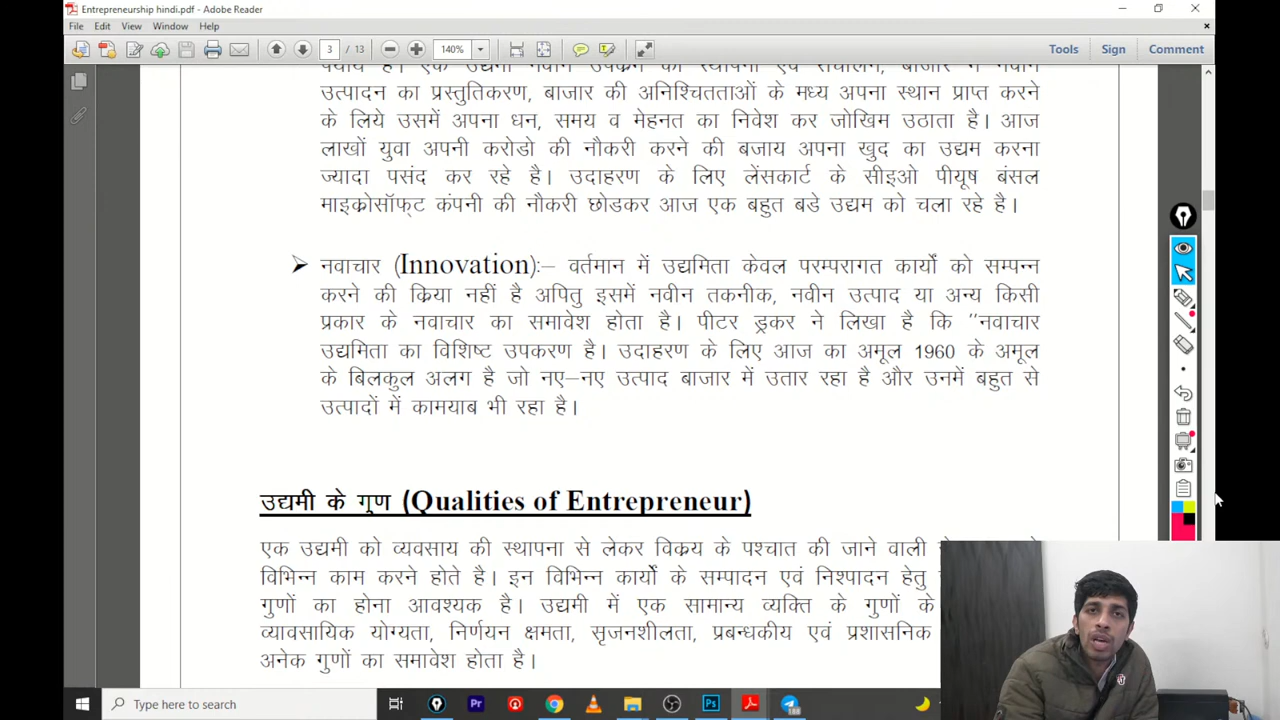 Entrepreneurship hindi.pdf - Adobe Reader
File Edit View Window Help
3 / 13 140% Tools Sign Comment
उत्पादन का प्रस्तुतिकरण, बाजार की अनिश्चितताओं के मध्य अपना स्थान प्राप्त करने
के लिये उसमें अपना धन, समय व मेहनत का निवेश कर जोखिम उठाता है। आज
लाखों युवा अपनी करोडो की नौकरी करने की बजाय अपना खुद का उद्यम करना
ज्यादा पसंद कर रहे है। उदाहरण के लिए लेंसकार्ट के सीइओ पीयूष बंसल
माइक्रोसॉफ्ट कंपनी की नौकरी छोडकर आज एक बहुत बडे उद्यम को चला रहे है।
➤ नवाचार (Innovation):– वर्तमान में उद्यमिता केवल परम्परागत कार्यों को सम्पन्न
करने की क्रिया नहीं है अपितु इसमें नवीन तकनीक, नवीन उत्पाद या अन्य किसी
प्रकार के नवाचार का समावेश होता है। पीटर ड्रकर ने लिखा है कि "नवाचार
उद्यमिता का विशिष्ट उपकरण है। उदाहरण के लिए आज का अमूल 1960 के अमूल
के बिलकुल अलग है जो नए–नए उत्पाद बाजार में उतार रहा है और उनमें बहुत से
उत्पादों में कामयाब भी रहा है।
उद्यमी के गुण (Qualities of Entrepreneur)
एक उद्यमी को व्यवसाय की स्थापना से लेकर विक्रय के पश्चात की जाने वाली
विभिन्न काम करने होते है। इन विभिन्न कार्यों के सम्पादन एवं निश्पादन हेतु
गुणों का होना आवश्यक है। उद्यमी में एक सामान्य व्यक्ति के गुणों के
व्यावसायिक योग्यता, निर्णयन क्षमता, सृजनशीलता, प्रबन्धकीय एवं प्रशासनिक
अनेक गुणों का समावेश होता है।
Type here to search